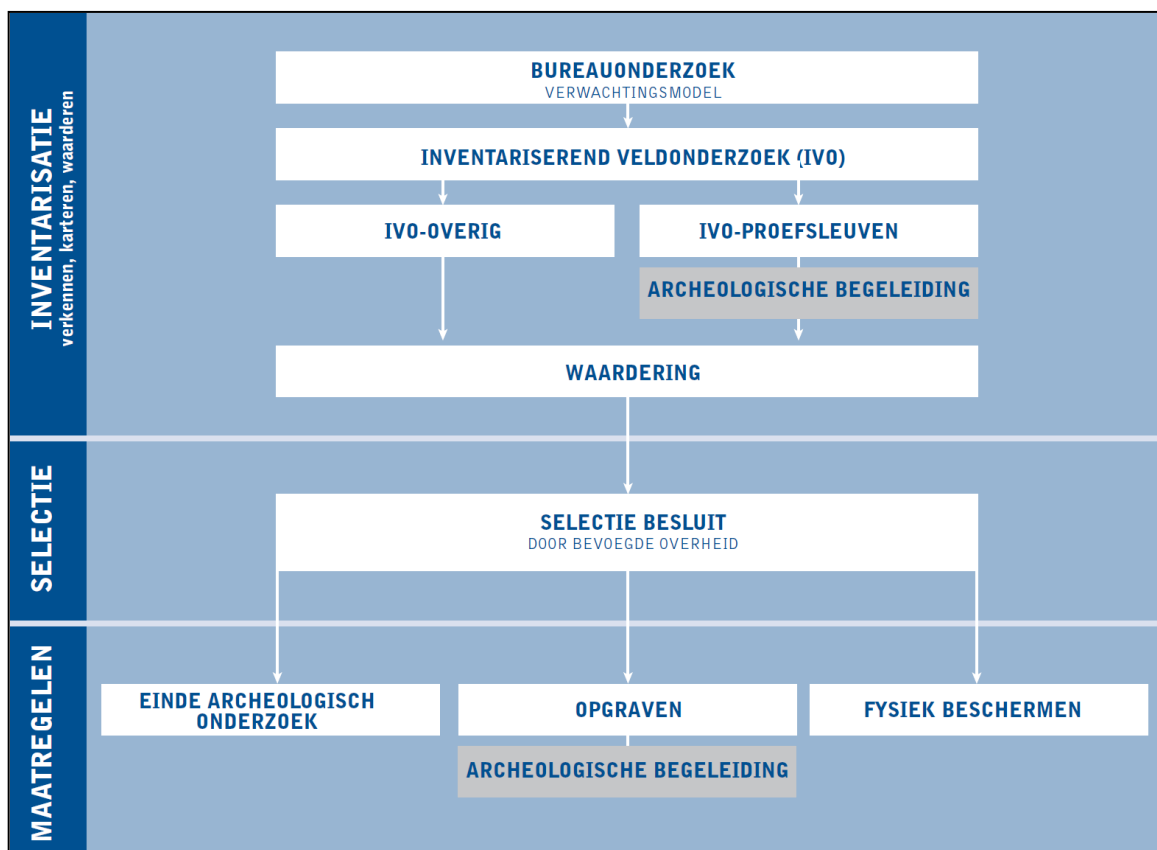 INVENTARISATIE
verkennen, karteren, waarderen
BUREAUONDERZOEK
VERWACHTINGSMODEL
INVENTARISEREND VELDONDERZOEK (IVO)
IVO-OVERIG
IVO-PROEFSLEUVEN
ARCHEOLOGISCHE BEGELEIDING
WAARDERING
SELECTIE
SELECTIE BESLUIT
DOOR BEVOEGDE OVERHEID
MAATREGELEN
EINDE ARCHEOLOGISCH
ONDERZOEK
OPGRAVEN
FYSIEK BESCHERMEN
ARCHEOLOGISCHE BEGELEIDING